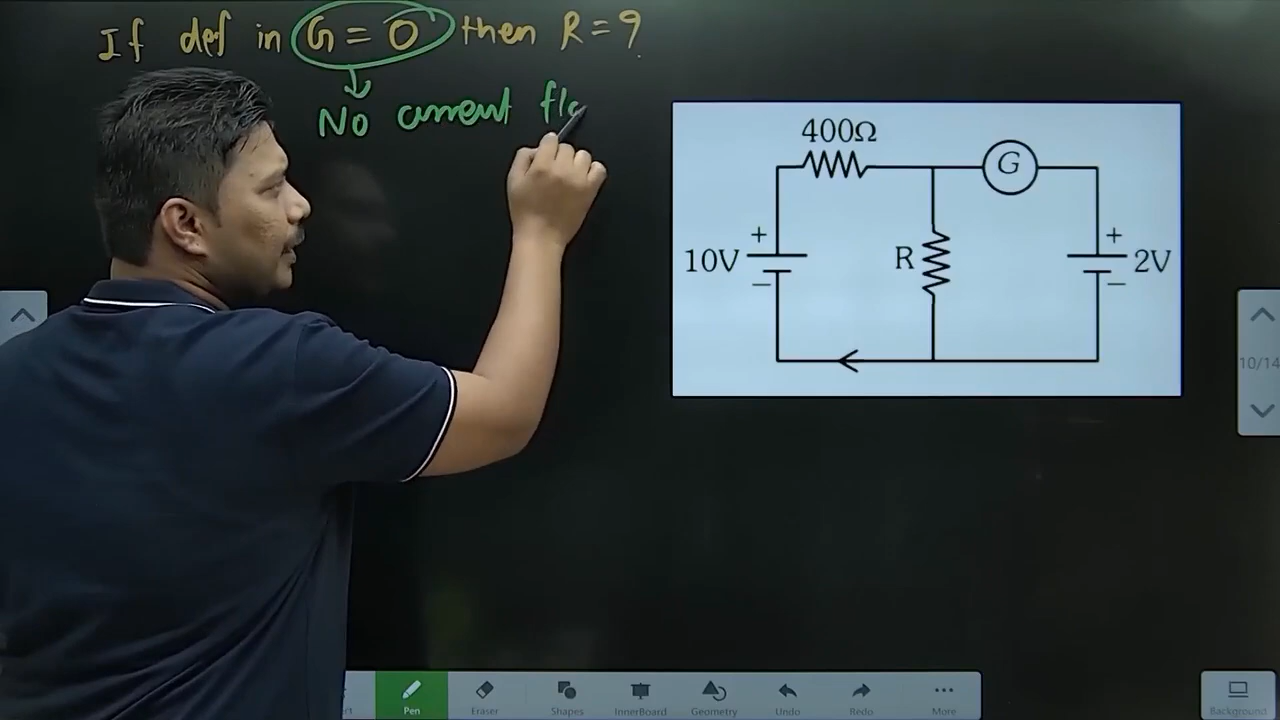 If def in G = 0 then R = ?
No current flo
400Ω
G
+
+
10V
R
2V
−
−
10/14
Pen
Eraser
Shapes
InnerBoard
Geometry
Undo
Redo
More
Background